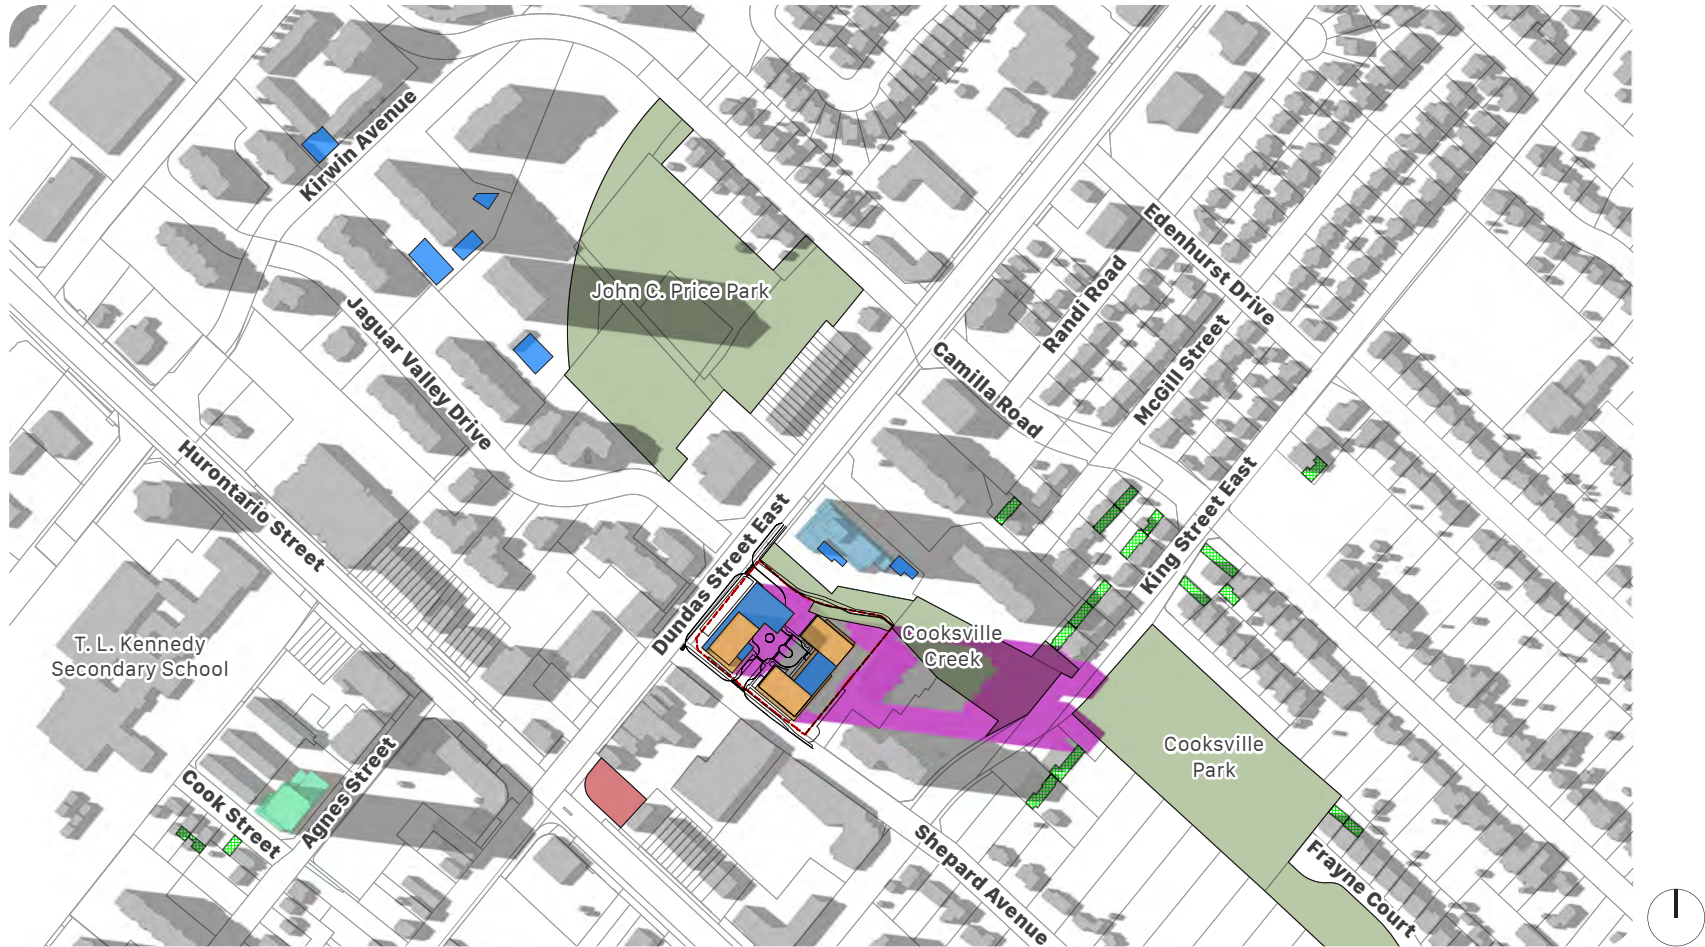 Kirwin Avenue
John C. Price Park
Edenhurst Drive
Randi Road
Jaguar Valley Drive
McGill Street
Camilla Road
Hurontario Street
King Street East
Dundas Street East
T. L. Kennedy
Secondary School
Cooksville
Creek
Cooksville
Park
Cook Street
Agnes Street
Shepard Avenue
Frayne Court